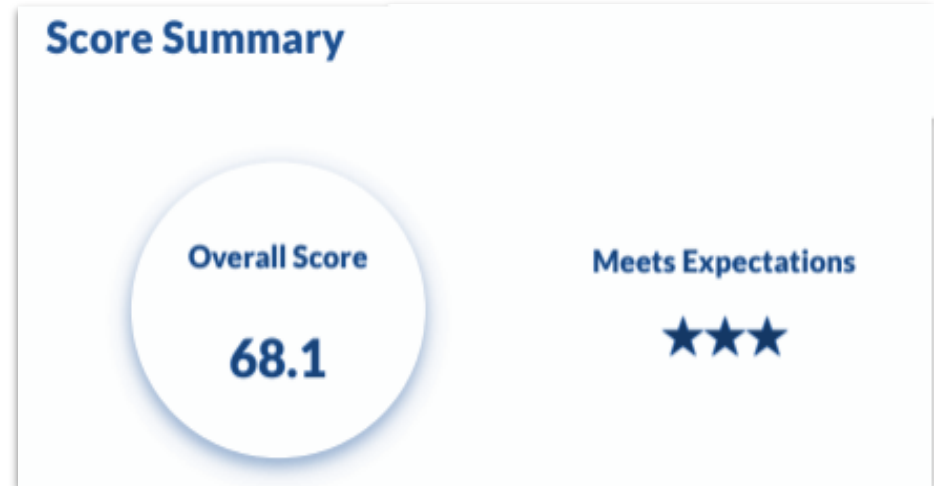 Score Summary
Overall Score
68.1
Meets Expectations
★★★